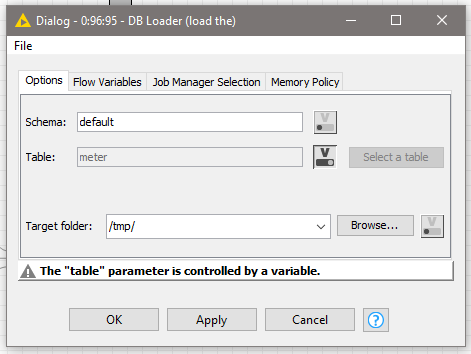 Dialog - 0:96:95 - DB Loader (load the)
File
Options Flow Variables Job Manager Selection Memory Policy
Schema: default V
Table: meter V Select a table
Target folder: /tmp/ Browse... V
The "table" parameter is controlled by a variable.
OK Apply Cancel ?